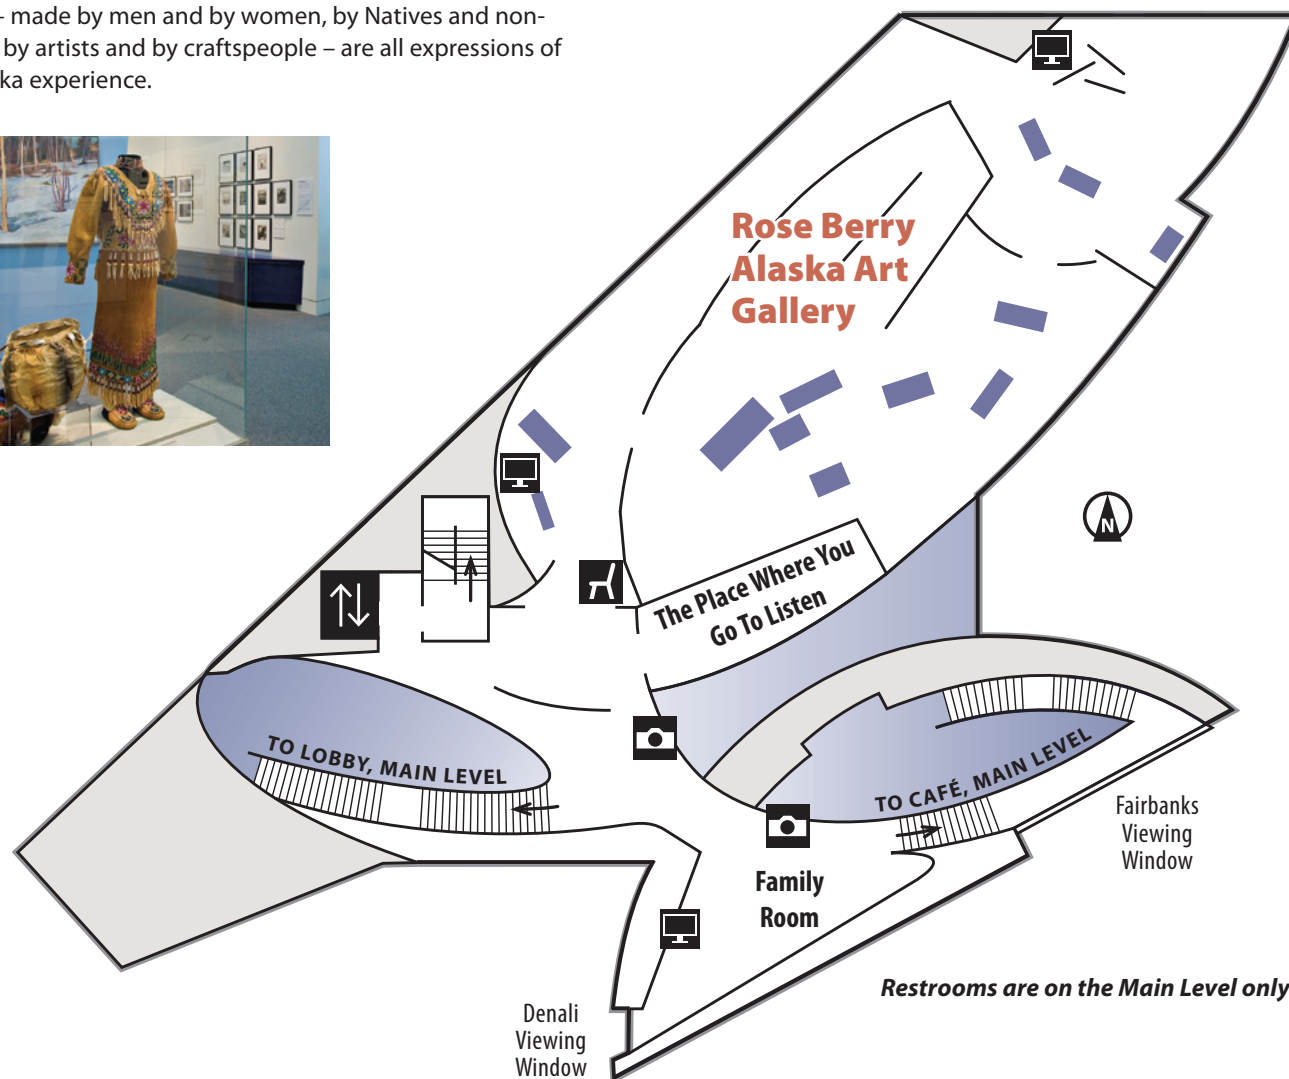 – made by men and by women, by Natives and non-
by artists and by craftspeople – are all expressions of
ka experience.
Rose Berry
Alaska Art
Gallery
N
The Place Where You
Go To Listen
TO LOBBY, MAIN LEVEL
TO CAFÉ, MAIN LEVEL
Fairbanks
Viewing
Window
Family
Room
Restrooms are on the Main Level only
Denali
Viewing
Window